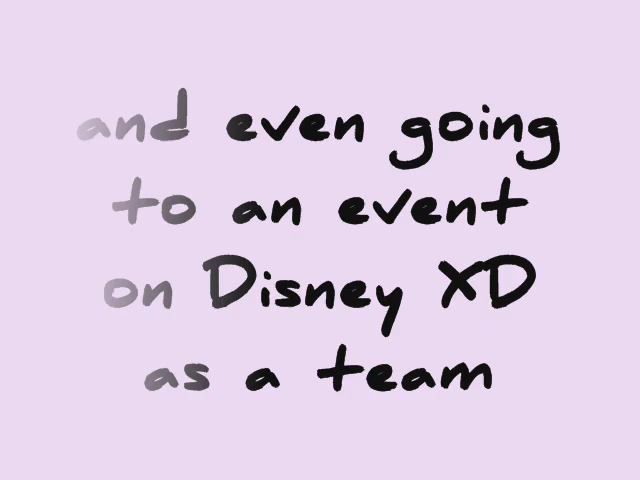 and even going
to an event
on Disney XD
as a team